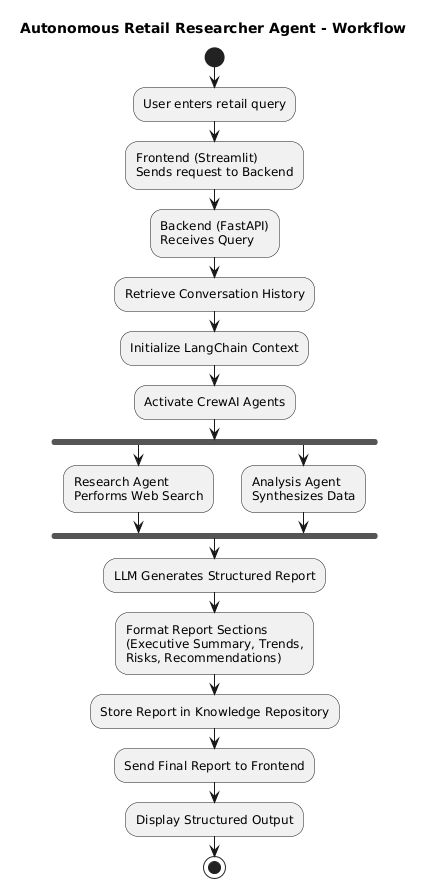 Autonomous Retail Researcher Agent - Workflow
User enters retail query
Frontend (Streamlit)
Sends request to Backend
Backend (FastAPI)
Receives Query
Retrieve Conversation History
Initialize LangChain Context
Activate CrewAI Agents
Research Agent
Performs Web Search
Analysis Agent
Synthesizes Data
LLM Generates Structured Report
Format Report Sections
(Executive Summary, Trends,
Risks, Recommendations)
Store Report in Knowledge Repository
Send Final Report to Frontend
Display Structured Output